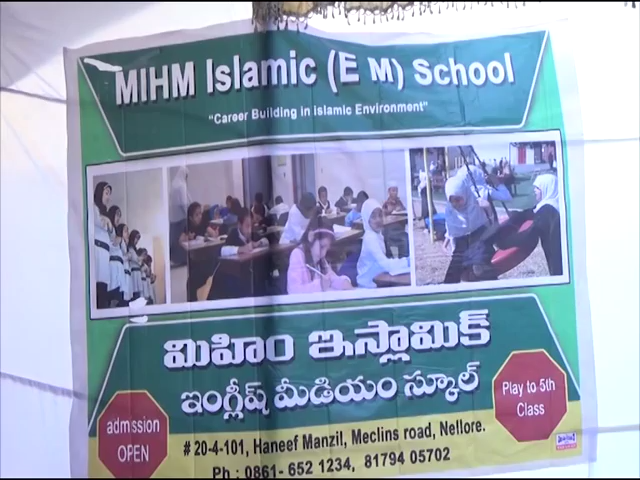 MIHM Islamic (E M) School
"Career Building in Islamic Environment"
మిహిం ఇస్లామిక్
ఇంగ్లీష్ మీడియం స్కూల్
admission
OPEN
Play to 5th
Class
# 20-4-101, Haneef Manzil, Meclins road, Nellore.
Ph : 0861- 652 1234, 81794 05702